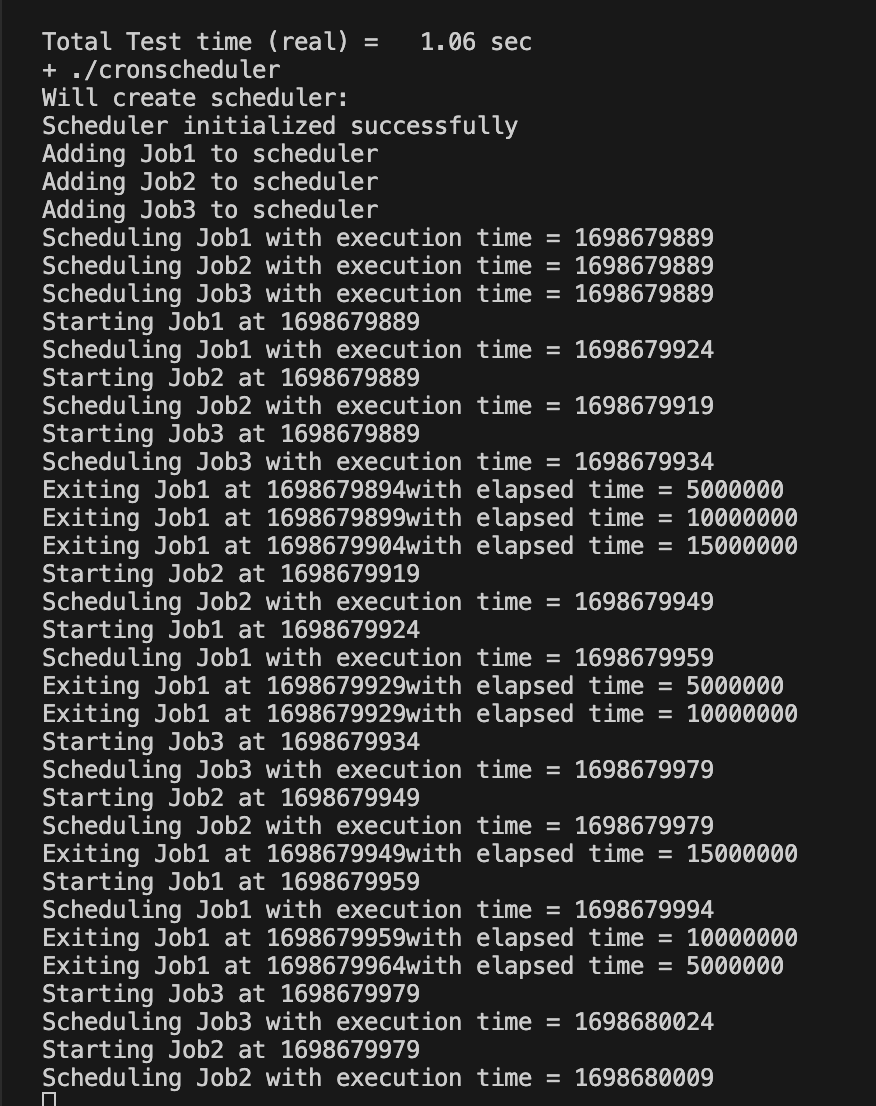 Total Test time (real) =   1.06 sec
+ ./cronscheduler
Will create scheduler:
Scheduler initialized successfully
Adding Job1 to scheduler
Adding Job2 to scheduler
Adding Job3 to scheduler
Scheduling Job1 with execution time = 1698679889
Scheduling Job2 with execution time = 1698679889
Scheduling Job3 with execution time = 1698679889
Starting Job1 at 1698679889
Scheduling Job1 with execution time = 1698679924
Starting Job2 at 1698679889
Scheduling Job2 with execution time = 1698679919
Starting Job3 at 1698679889
Scheduling Job3 with execution time = 1698679934
Exiting Job1 at 1698679894with elapsed time = 5000000
Exiting Job1 at 1698679899with elapsed time = 10000000
Exiting Job1 at 1698679904with elapsed time = 15000000
Starting Job2 at 1698679919
Scheduling Job2 with execution time = 1698679949
Starting Job1 at 1698679924
Scheduling Job1 with execution time = 1698679959
Exiting Job1 at 1698679929with elapsed time = 5000000
Exiting Job1 at 1698679929with elapsed time = 10000000
Starting Job3 at 1698679934
Scheduling Job3 with execution time = 1698679979
Starting Job2 at 1698679949
Scheduling Job2 with execution time = 1698679979
Exiting Job1 at 1698679949with elapsed time = 15000000
Starting Job1 at 1698679959
Scheduling Job1 with execution time = 1698679994
Exiting Job1 at 1698679959with elapsed time = 10000000
Exiting Job1 at 1698679964with elapsed time = 5000000
Starting Job3 at 1698679979
Scheduling Job3 with execution time = 1698680024
Starting Job2 at 1698679979
Scheduling Job2 with execution time = 1698680009